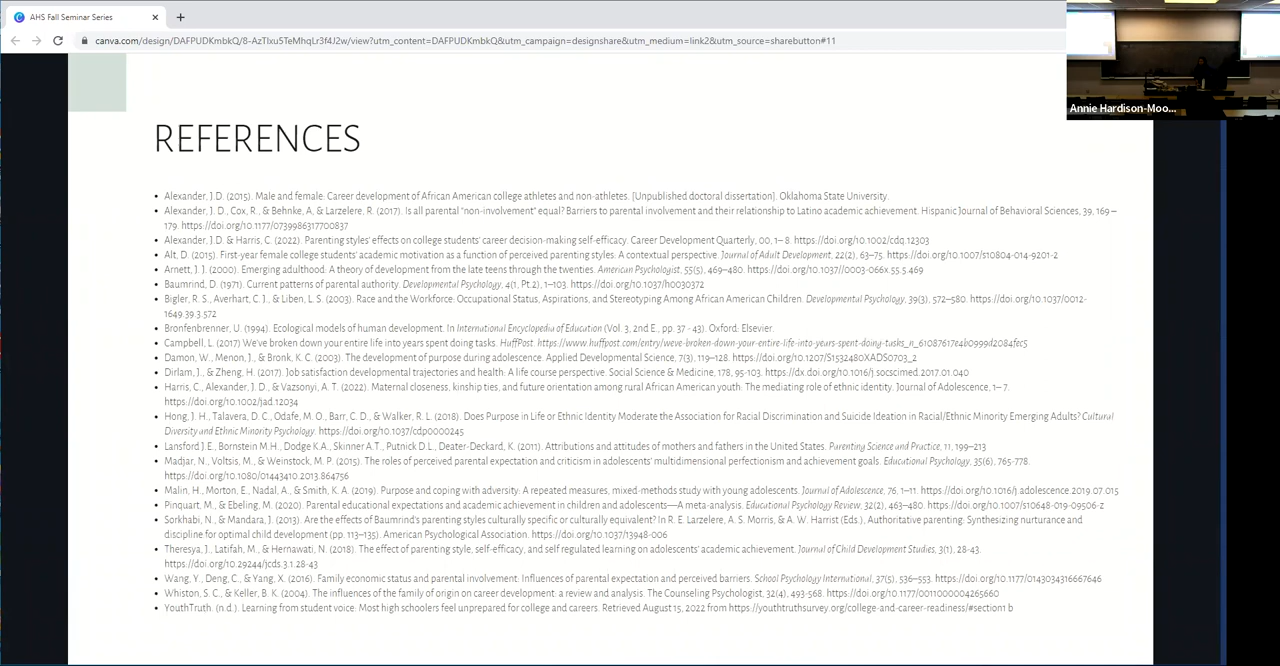 AHS Fall Seminar Series
canva.com/design/DAFPUDKmbkQ/8-AzTIxu5TeMhqLr3f4J2w/view?utm_content=DAFPUDKmbkQ&utm_campaign=designshare&utm_medium=link2&utm_source=sharebutton#11
Annie Hardison-Moo...
REFERENCES
• Alexander, J.D. (2015). Male and female: Career development of African American college athletes and non-athletes. [Unpublished doctoral dissertation]. Oklahoma State University.
• Alexander, J. D., Cox, R., & Behnke, A., & Larzelere, R. (2017). Is all parental "non-involvement" equal? Barriers to parental involvement and their relationship to Latino academic achievement. Hispanic Journal of Behavioral Sciences, 39, 169 –
179. https://doi.org/10.1177/0739986317700837
• Alexander, J.D. & Harris, C. (2022). Parenting styles' effects on college students' career decision-making self-efficacy. Career Development Quarterly, 00, 1– 8. https://doi.org/10.1002/cdq.12303
• Alt, D. (2015). First-year female college students' academic motivation as a function of perceived parenting styles: A contextual perspective. Journal of Adult Development, 22(2), 63–75. https://doi.org/10.1007/s10804-014-9201-2
• Arnett, J. J. (2000). Emerging adulthood. A theory of development from the late teens through the twenties. American Psychologist, 55(5), 469–480. https://doi.org/10.1037//0003-066x.55.5.469
• Baumrind, D. (1971). Current patterns of parental authority. Developmental Psychology, 4(1, Pt.2), 1–103. https://doi.org/10.1037/h0030372
• Bigler, R. S., Averhart, C. J., & Liben, L. S. (2003). Race and the Workforce: Occupational Status, Aspirations, and Stereotyping Among African American Children. Developmental Psychology, 39(3), 572–580. https://doi.org/10.1037/0012-
1649.39.3.572
• Bronfenbrenner, U. (1994). Ecological models of human development. In International Encyclopedia of Education (Vol. 3, 2nd E., pp. 37 - 43). Oxford: Elsevier.
• Campbell, L. (2017) We've broken down your entire life into years spent doing tasks. HuffPost. https://www.huffpost.com/entry/weve-broken-down-your-entire-life-into-years-spent-doing-tasks_n_61087617e4b0999d2084fec5
• Damon, W., Menon, J., & Bronk, K. C. (2003). The development of purpose during adolescence. Applied Developmental Science, 7(3), 119–128. https://doi.org/10.1207/S1532480XADS0703_2
• Dirlam, J., & Zheng, H. (2017). Job satisfaction developmental trajectories and health: A life course perspective. Social Science & Medicine, 178, 95-103. https://dx.doi.org/10.1016/j.socscimed.2017.01.040
• Harris, C., Alexander, J. D., & Vazsonyi, A. T. (2022). Maternal closeness, kinship ties, and future orientation among rural African American youth: The mediating role of ethnic identity. Journal of Adolescence, 1– 7.
https://doi.org/10.1002/jad.12034
• Hong, J. H., Talavera, D. C., Odafe, M. O., Barr, C. D., & Walker, R. L. (2018). Does Purpose in Life or Ethnic Identity Moderate the Association for Racial Discrimination and Suicide Ideation in Racial/Ethnic Minority Emerging Adults? Cultural
Diversity and Ethnic Minority Psychology. https://doi.org/10.1037/cdp0000245
• Lansford J.E., Bornstein M.H., Dodge K.A., Skinner A.T., Putnick D.L., Deater-Deckard, K. (2011). Attributions and attitudes of mothers and fathers in the United States. Parenting Science and Practice, 11, 199–213
• Madjar, N., Voltsis, M., & Weinstock, M. P. (2015). The roles of perceived parental expectation and criticism in adolescents' multidimensional perfectionism and achievement goals. Educational Psychology, 35(6), 765-778.
https://doi.org/10.1080/01443410.2013.864756
• Malin, H., Morton, E., Nadal, A., & Smith, K. A. (2019). Purpose and coping with adversity: A repeated measures, mixed-methods study with young adolescents. Journal of Adolescence, 76, 1–11. https://doi.org/10.1016/j.adolescence.2019.07.015
• Pinquart, M., & Ebeling, M. (2020). Parental educational expectations and academic achievement in children and adolescents—A meta-analysis. Educational Psychology Review, 32(2), 463–480. https://doi.org/10.1007/s10648-019-09506-z
• Sorkhabi, N., & Mandara, J. (2013). Are the effects of Baumrind's parenting styles culturally specific or culturally equivalent? In R. E. Larzelere, A. S. Morris, & A. W. Harrist (Eds.), Authoritative parenting: Synthesizing nurturance and
discipline for optimal child development (pp. 113–135). American Psychological Association. https://doi.org/10.1037/13948-006
• Theresya, J., Latifah, M., & Hernawati, N. (2018). The effect of parenting style, self-efficacy, and self regulated learning on adolescents' academic achievement. Journal of Child Development Studies, 3(1), 28-43.
https://doi.org/10.29244/jcds.3.1.28-43
• Wang, Y., Deng, C., & Yang, X. (2016). Family economic status and parental involvement: Influences of parental expectation and perceived barriers. School Psychology International, 37(5), 536–553. https://doi.org/10.1177/0143034316667646
• Whiston, S. C., & Keller, B. K. (2004). The influences of the family of origin on career development: a review and analysis. The Counseling Psychologist, 32(4), 493-568. https://doi.org/10.1177/0011000004265660
• YouthTruth. (n.d.). Learning from student voice. Most high schoolers feel unprepared for college and careers. Retrieved August 15, 2022 from https://youthtruthsurvey.org/college-and-career-readiness/#section1 b